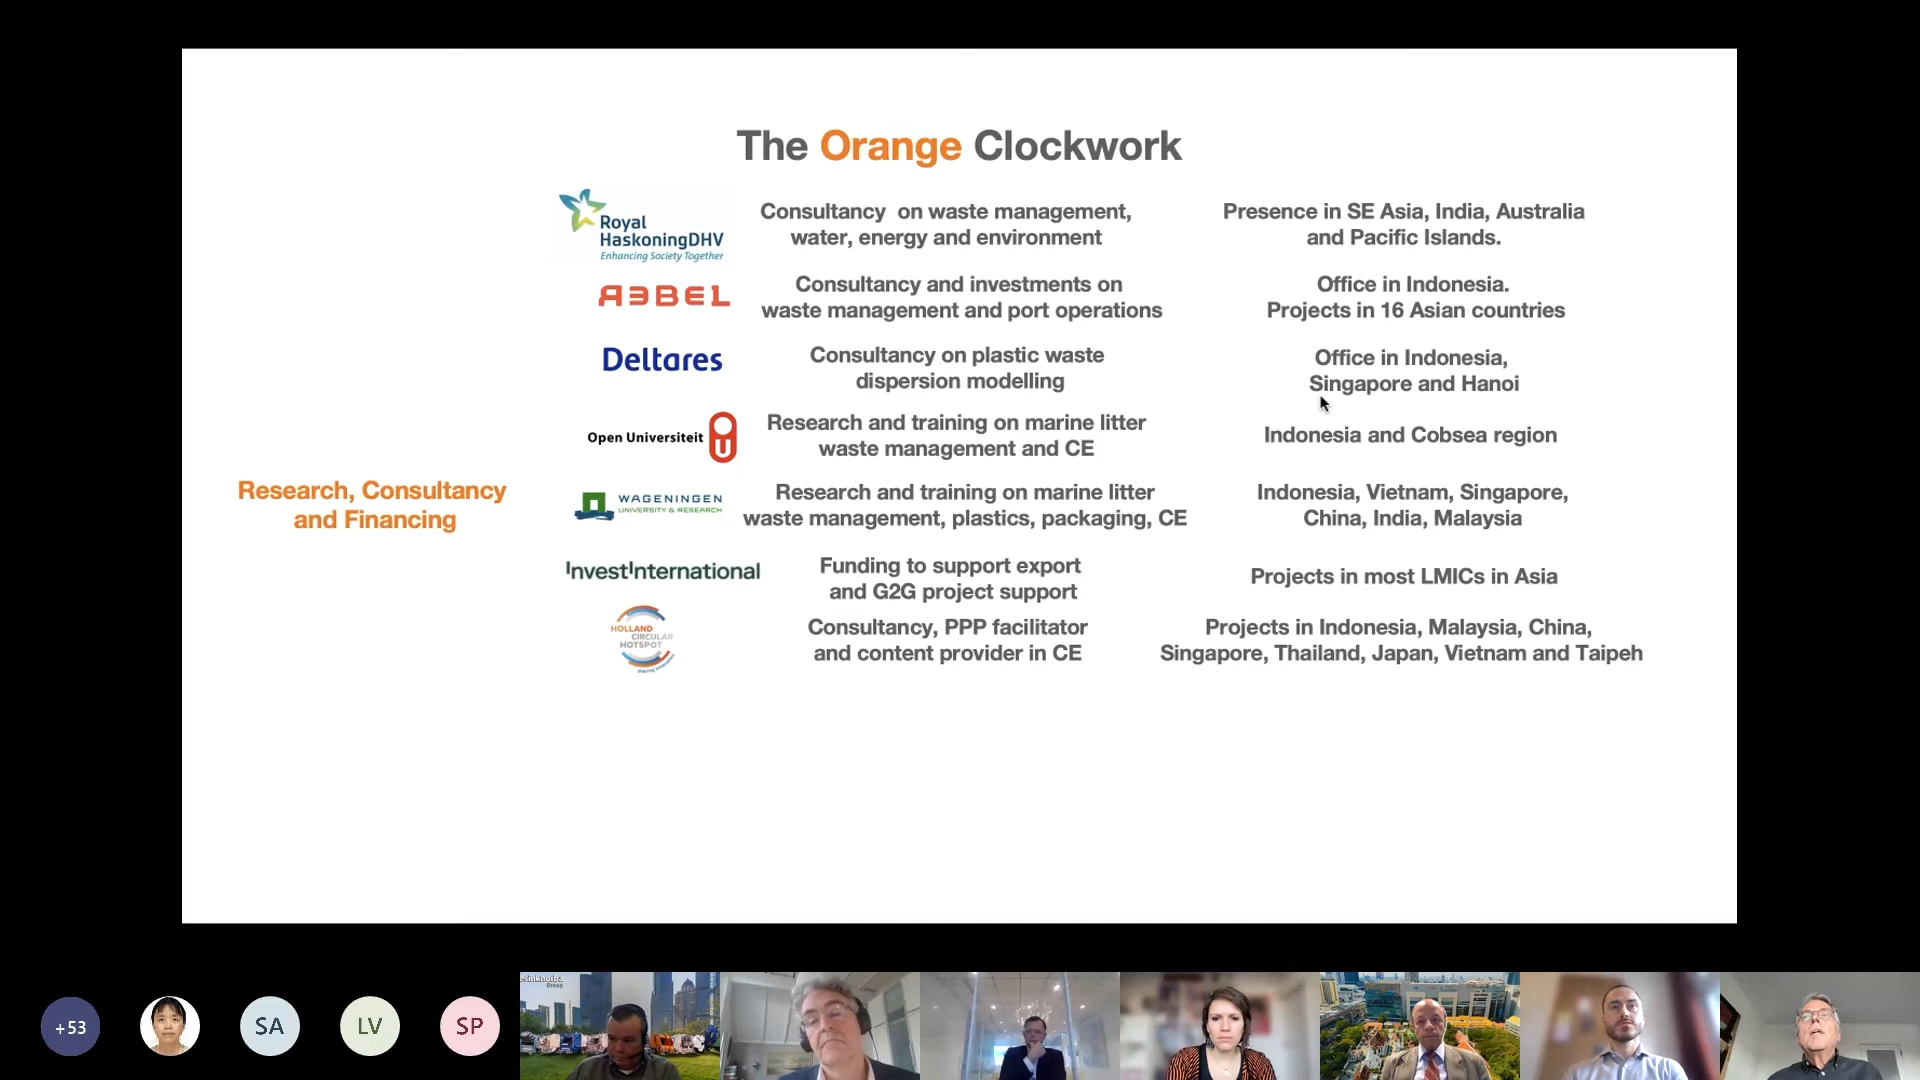 The Orange Clockwork
Royal
HaskoningDHV
Enhancing Society Together
Consultancy on waste management,
water, energy and environment
Presence in SE Asia, India, Australia
and Pacific Islands.
REBEL
Consultancy and investments on
waste management and port operations
Office in Indonesia.
Projects in 16 Asian countries
Deltares
Consultancy on plastic waste
dispersion modelling
Office in Indonesia,
Singapore and Hanoi
Open Universiteit
Research and training on marine litter
waste management and CE
Indonesia and Cobsea region
Research, Consultancy
and Financing
WAGENINGEN
UNIVERSITY & RESEARCH
Research and training on marine litter
waste management, plastics, packaging, CE
Indonesia, Vietnam, Singapore,
China, India, Malaysia
InvestInternational
Funding to support export
and G2G project support
Projects in most LMICs in Asia
HOLLAND
CIRCULAR
HOTSPOT
Consultancy, PPP facilitator
and content provider in CE
Projects in Indonesia, Malaysia, China,
Singapore, Thailand, Japan, Vietnam and Taipeh
+53
SA
LV
SP
Group